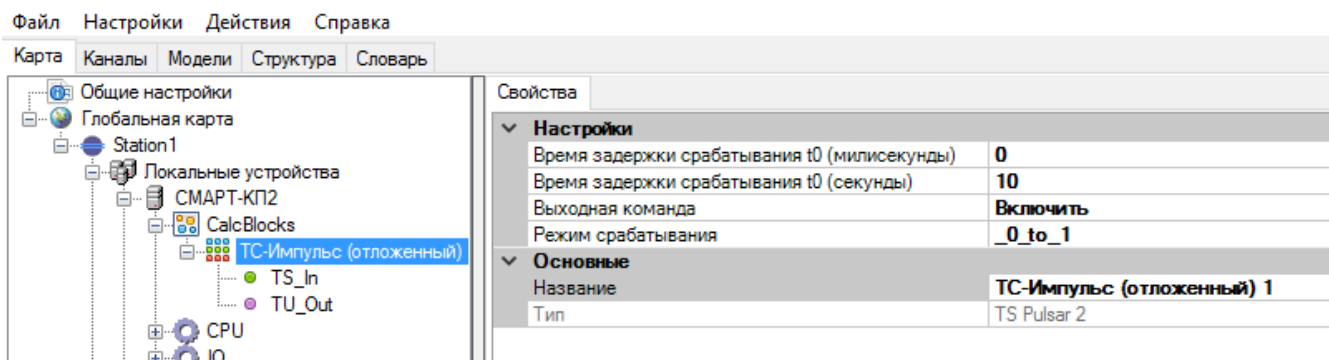 Файл Настройки Действия Справка
Карта Каналы Модели Структура Словарь
Общие настройки
Глобальная карта
Station1
Локальные устройства
СМАРТ-КП2
CalcBlocks
ТС-Импульс (отложенный)
TS_In
TU_Out
CPU
IO
Свойства
Настройки
Время задержки срабатывания t0 (милисекунды) 0
Время задержки срабатывания t0 (секунды) 10
Выходная команда Включить
Режим срабатывания _0_to_1
Основные
Название ТС-Импульс (отложенный) 1
Тип TS Pulsar 2